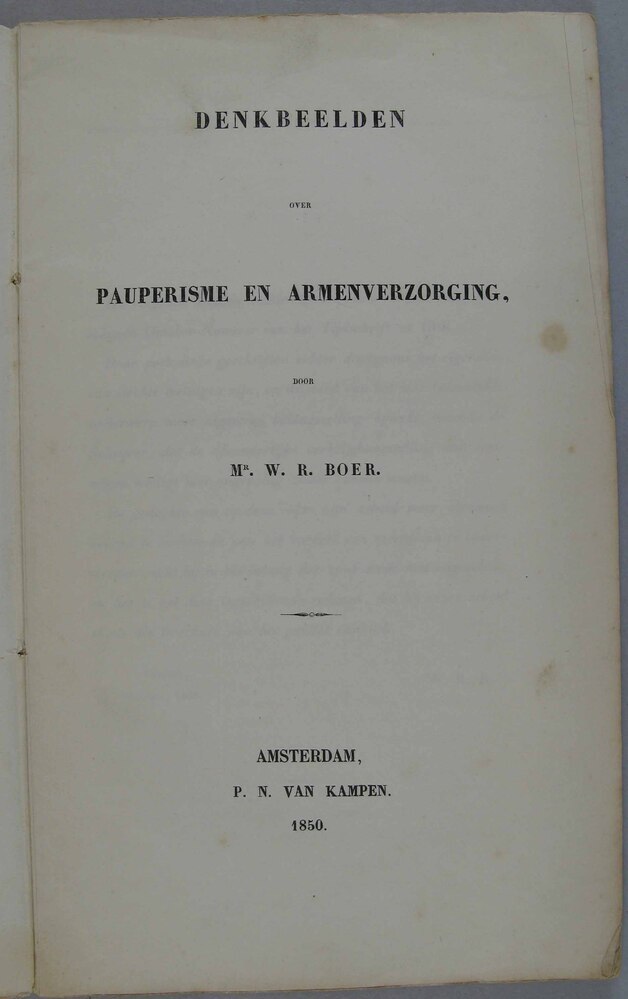 DENKBEELDEN
OVER
PAUPERISME EN ARMENVERZORGING,
DOOR
Mᴿ. W. R. BOER.
AMSTERDAM,
P. N. VAN KAMPEN.
1850.